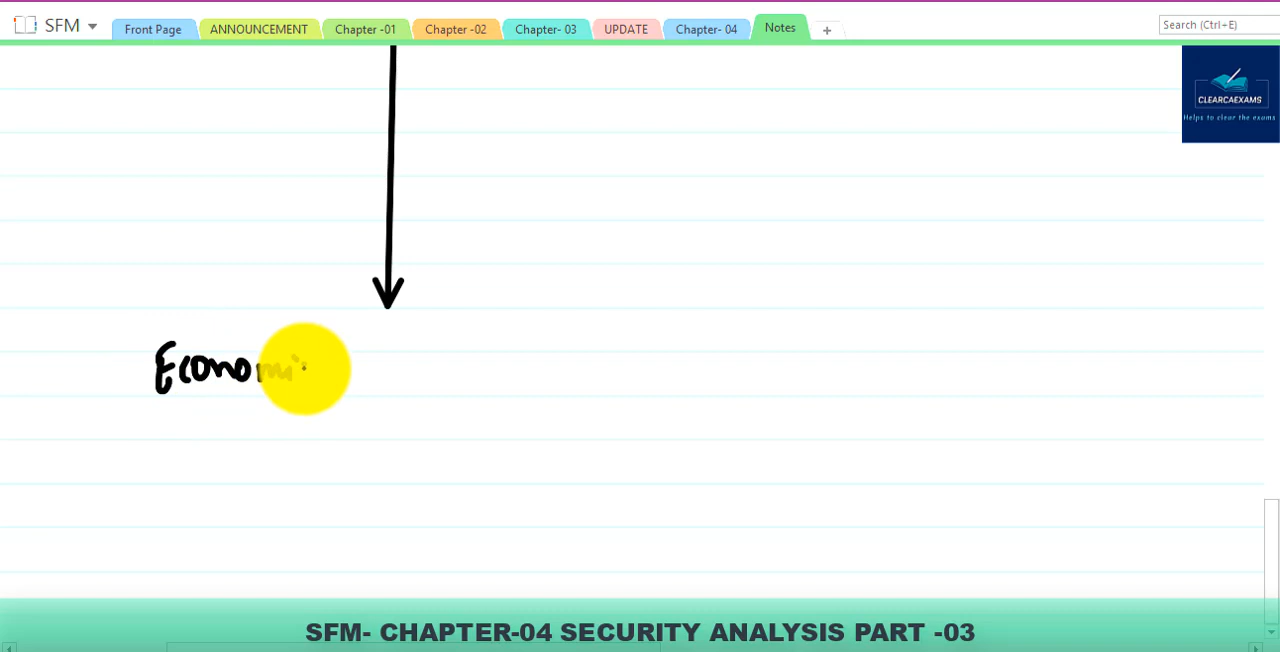 SFM
Front Page
ANNOUNCEMENT
Chapter -01
Chapter -02
Chapter- 03
UPDATE
Chapter- 04
Notes
+
Search (Ctrl+E)
CLEARCAEXAMS
Helps to clear the exams
Economi
SFM- CHAPTER-04 SECURITY ANALYSIS PART -03